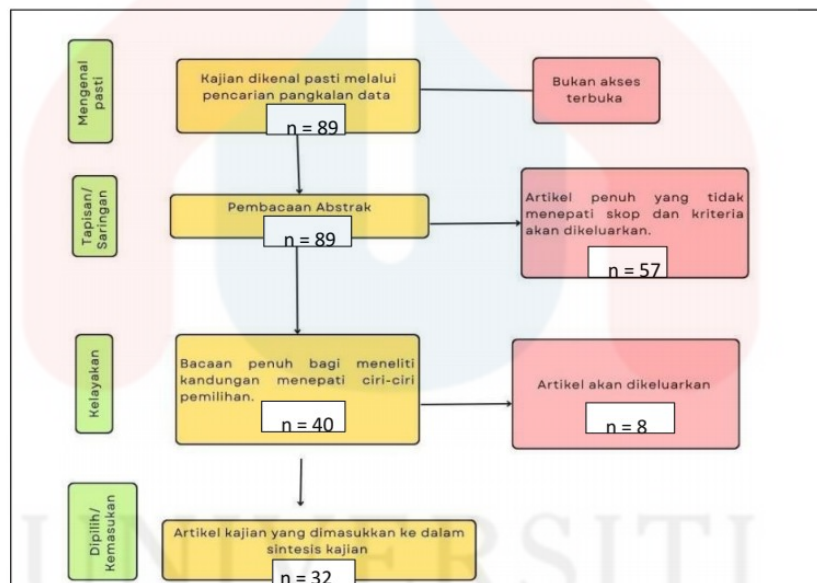 Mengenal
pasti
Kajian dikenal pasti melalui
pencarian pangkalan data
n = 89
Bukan akses
terbuka
Tapisan/
Saringan
Pembacaan Abstrak
n = 89
Artikel penuh yang tidak
menepati skop dan kriteria
akan dikeluarkan.
n = 57
Kelayakan
Bacaan penuh bagi meneliti
kandungan menepati ciri-ciri
pemilihan.
n = 40
Artikel akan dikeluarkan
n = 8
Dipilih/
Kemasukan
Artikel kajian yang dimasukkan ke dalam
sintesis kajian
n = 32
UNIVERSITI